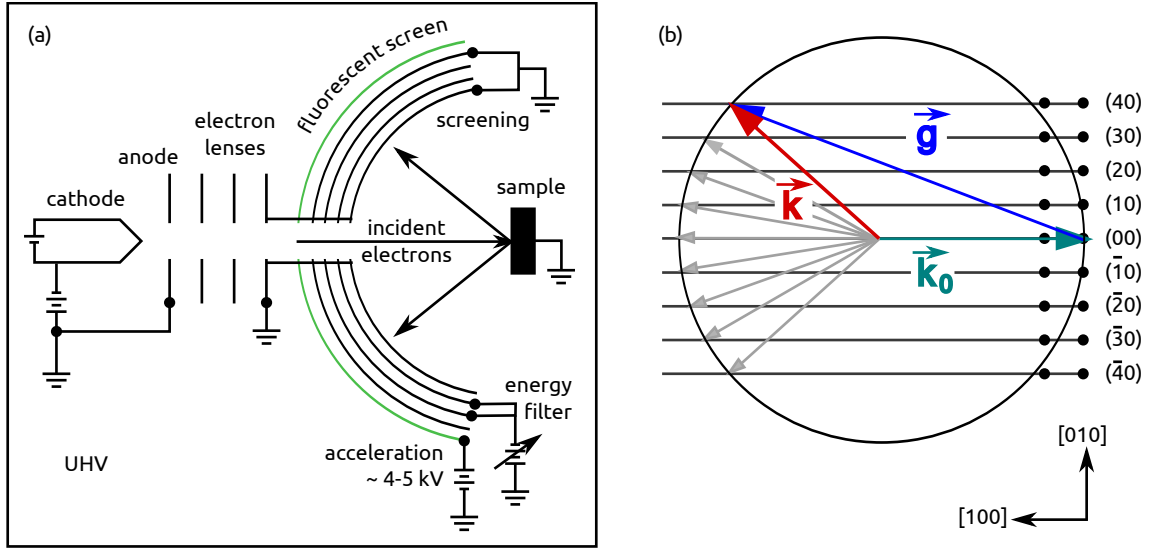 (a)
fluorescent screen
electron
lenses
anode
cathode
screening
sample
incident
electrons
energy
filter
acceleration
~ 4-5 kV
UHV
(b)
(40)
(30)
(20)
(10)
(00)
(1̄0)
(2̄0)
(3̄0)
(4̄0)
g⃗
k⃗
k⃗₀
[010]
[100]